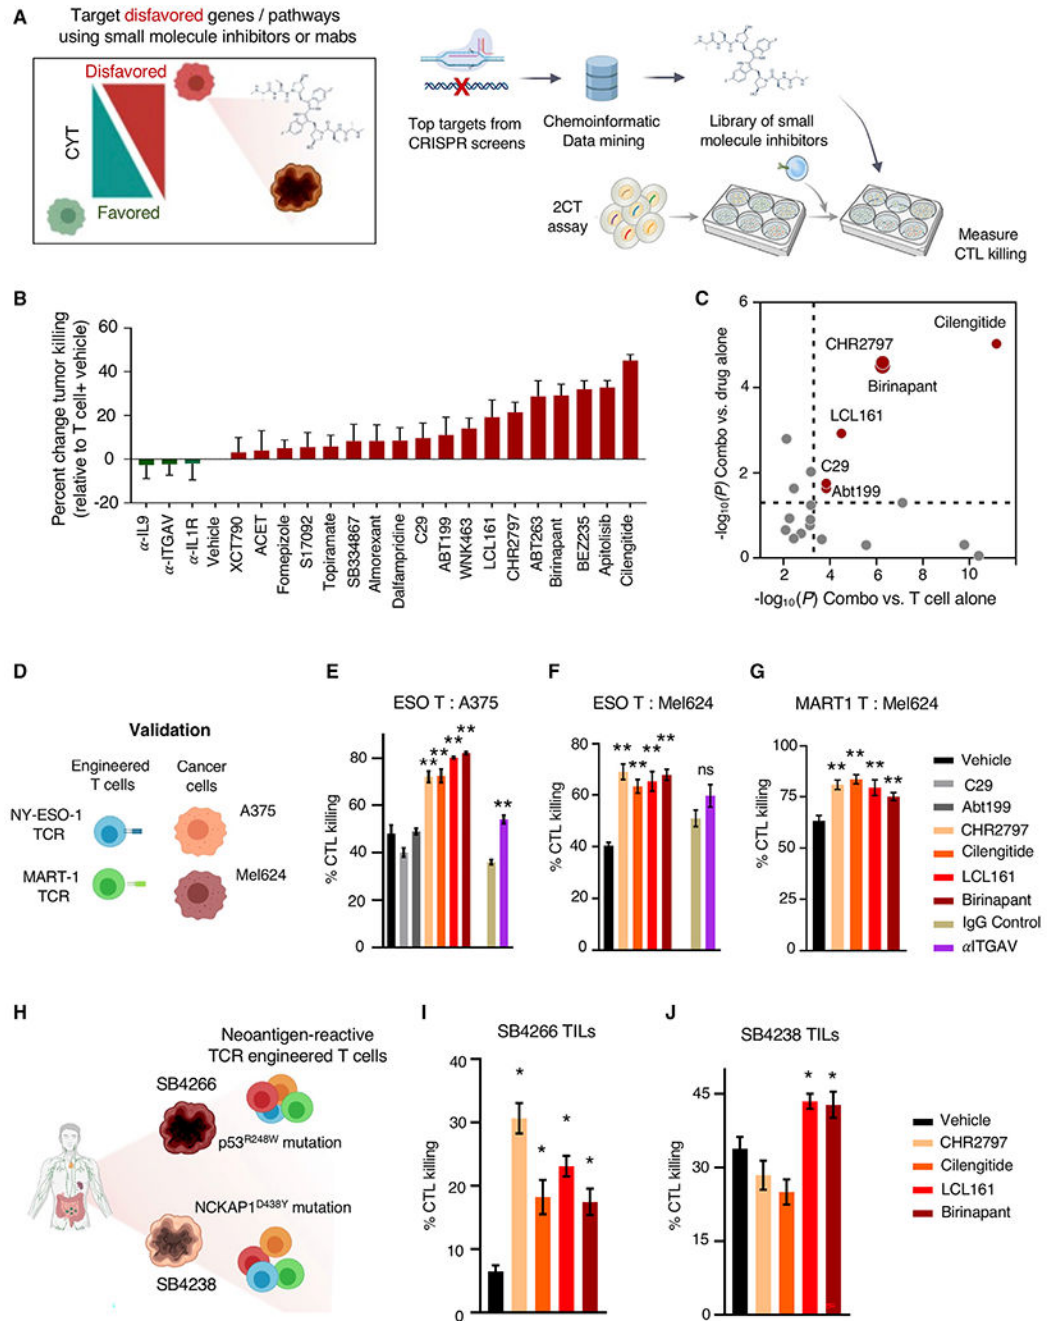 A
Target disfavored genes / pathways
using small molecule inhibitors or mabs
Disfavored
CYT
Favored
Top targets from
CRISPR screens
Chemoinformatic
Data mining
Library of small
molecule inhibitors
2CT
assay
Measure
CTL killing
B
Percent change tumor killing
(relative to T cell+ vehicle)
60
40
20
0
-20
α-IL9
α-ITGAV
α-IL1R
Vehicle
XCT790
ACET
Fomepizole
S17092
Topiramate
SB334867
Almorexant
Dalfampridine
C29
ABT199
WNK463
LCL161
CHR2797
ABT263
Birinapant
BEZ235
Apitolisib
Cilengitide
C
-log₁₀(P) Combo vs. drug alone
6
4
2
0
Cilengitide
CHR2797
Birinapant
LCL161
C29
Abt199
2 4 6 8 10
-log₁₀(P) Combo vs. T cell alone
D
Validation
Engineered
T cells
Cancer
cells
NY-ESO-1
TCR
A375
MART-1
TCR
Mel624
E
ESO T : A375
% CTL killing
80
60
40
20
0
** ** ** ** **
F
ESO T : Mel624
% CTL killing
80
60
40
20
0
** ** ** ** ns
G
MART1 T : Mel624
% CTL killing
100
75
50
25
0
** ** ** **
Vehicle
C29
Abt199
CHR2797
Cilengitide
LCL161
Birinapant
IgG Control
αITGAV
H
Neoantigen-reactive
TCR engineered T cells
SB4266
p53ᴿ²⁴⁸ᵂ mutation
NCKAP1ᴰ⁴³⁸ʸ mutation
SB4238
I
SB4266 TILs
% CTL killing
40
30
20
10
0
* * * *
J
SB4238 TILs
% CTL killing
45
30
15
0
* *
Vehicle
CHR2797
Cilengitide
LCL161
Birinapant